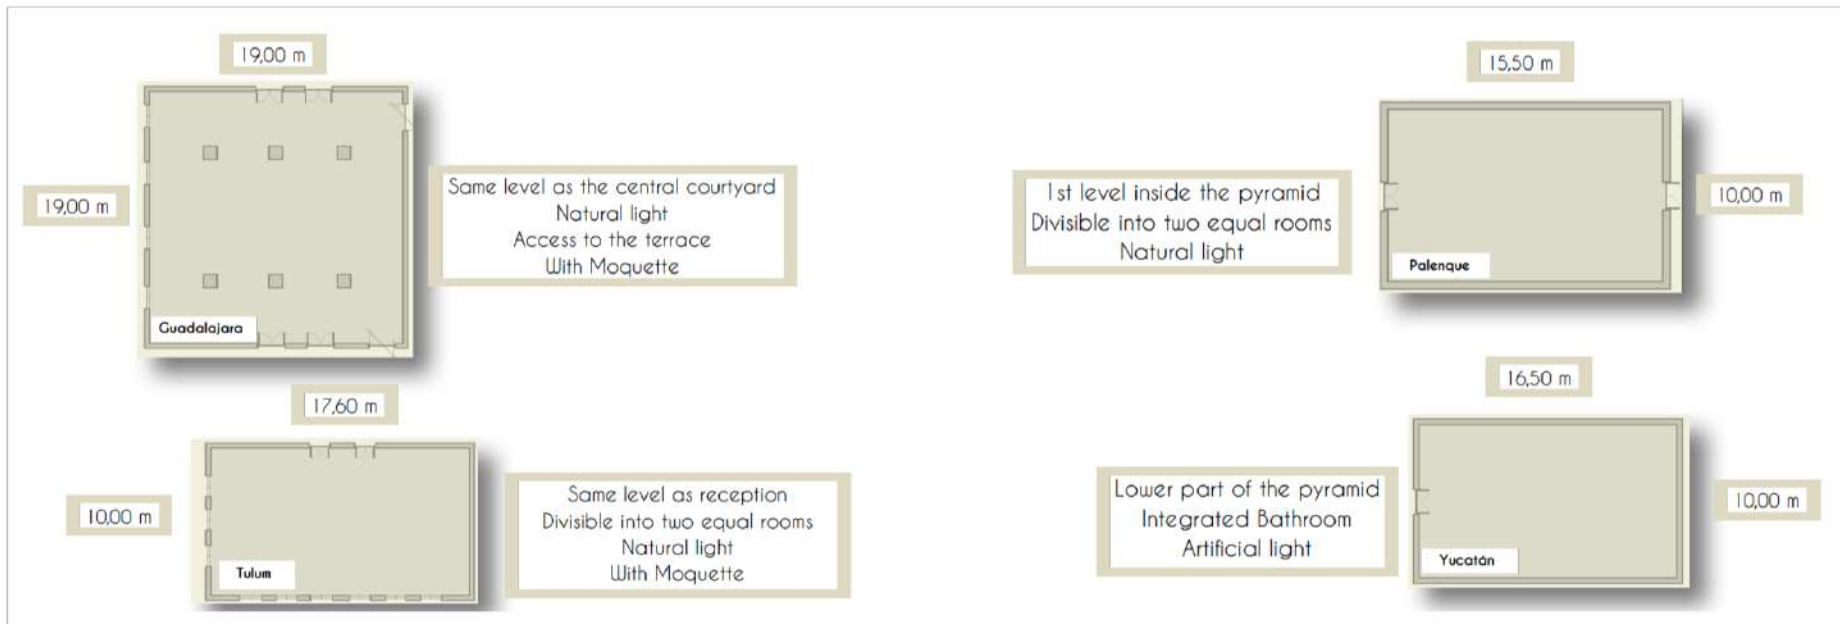 19,00 m
19,00 m
Same level as the central courtyard
Natural light
Access to the terrace
With Moquette
Guadalajara
15,50 m
1st level inside the pyramid
Divisible into two equal rooms
Natural light
10,00 m
Palenque
17,60 m
10,00 m
Same level as reception
Divisible into two equal rooms
Natural light
With Moquette
Tulum
16,50 m
Lower part of the pyramid
Integrated Bathroom
Artificial light
10,00 m
Yucatán